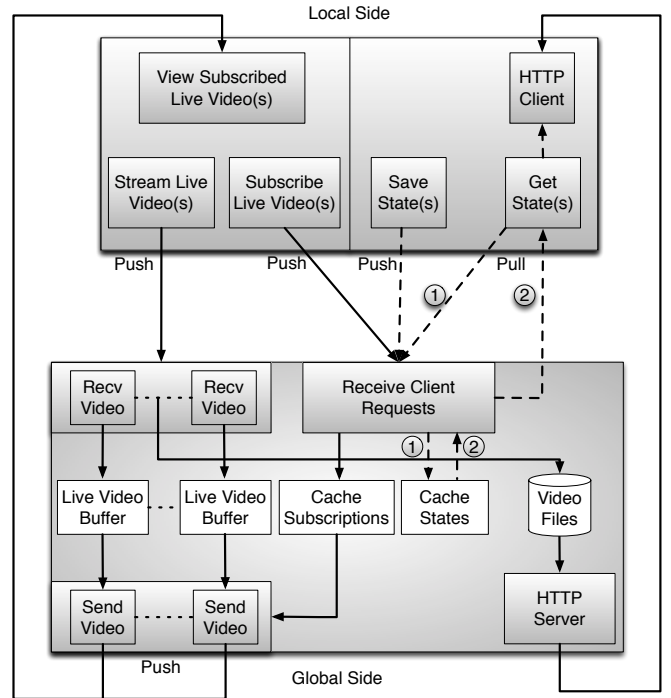 Local Side
View Subscribed
Live Video(s)
HTTP
Client
Stream Live
Video(s)
Subscribe
Live Video(s)
Save
State(s)
Get
State(s)
Push
Push
Push
Pull
1
2
Recv
Video
Recv
Video
Receive Client
Requests
1
2
Live Video
Buffer
Live Video
Buffer
Cache
Subscriptions
Cache
States
Video
Files
Send
Video
Send
Video
HTTP
Server
Push
Global Side